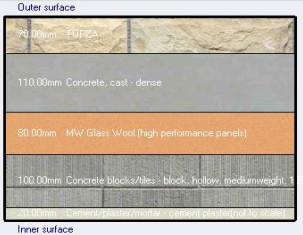 Outer surface
70.00mm FORZA
110.00mm Concrete, cast - dense
80.00mm MW Glass Wool (high performance panels)
100.00mm Concrete blocks/tiles - block, hollow, mediumweight, 1
20.00mm Cement/plaster/mortar - cement plaster(not to scale)
Inner surface